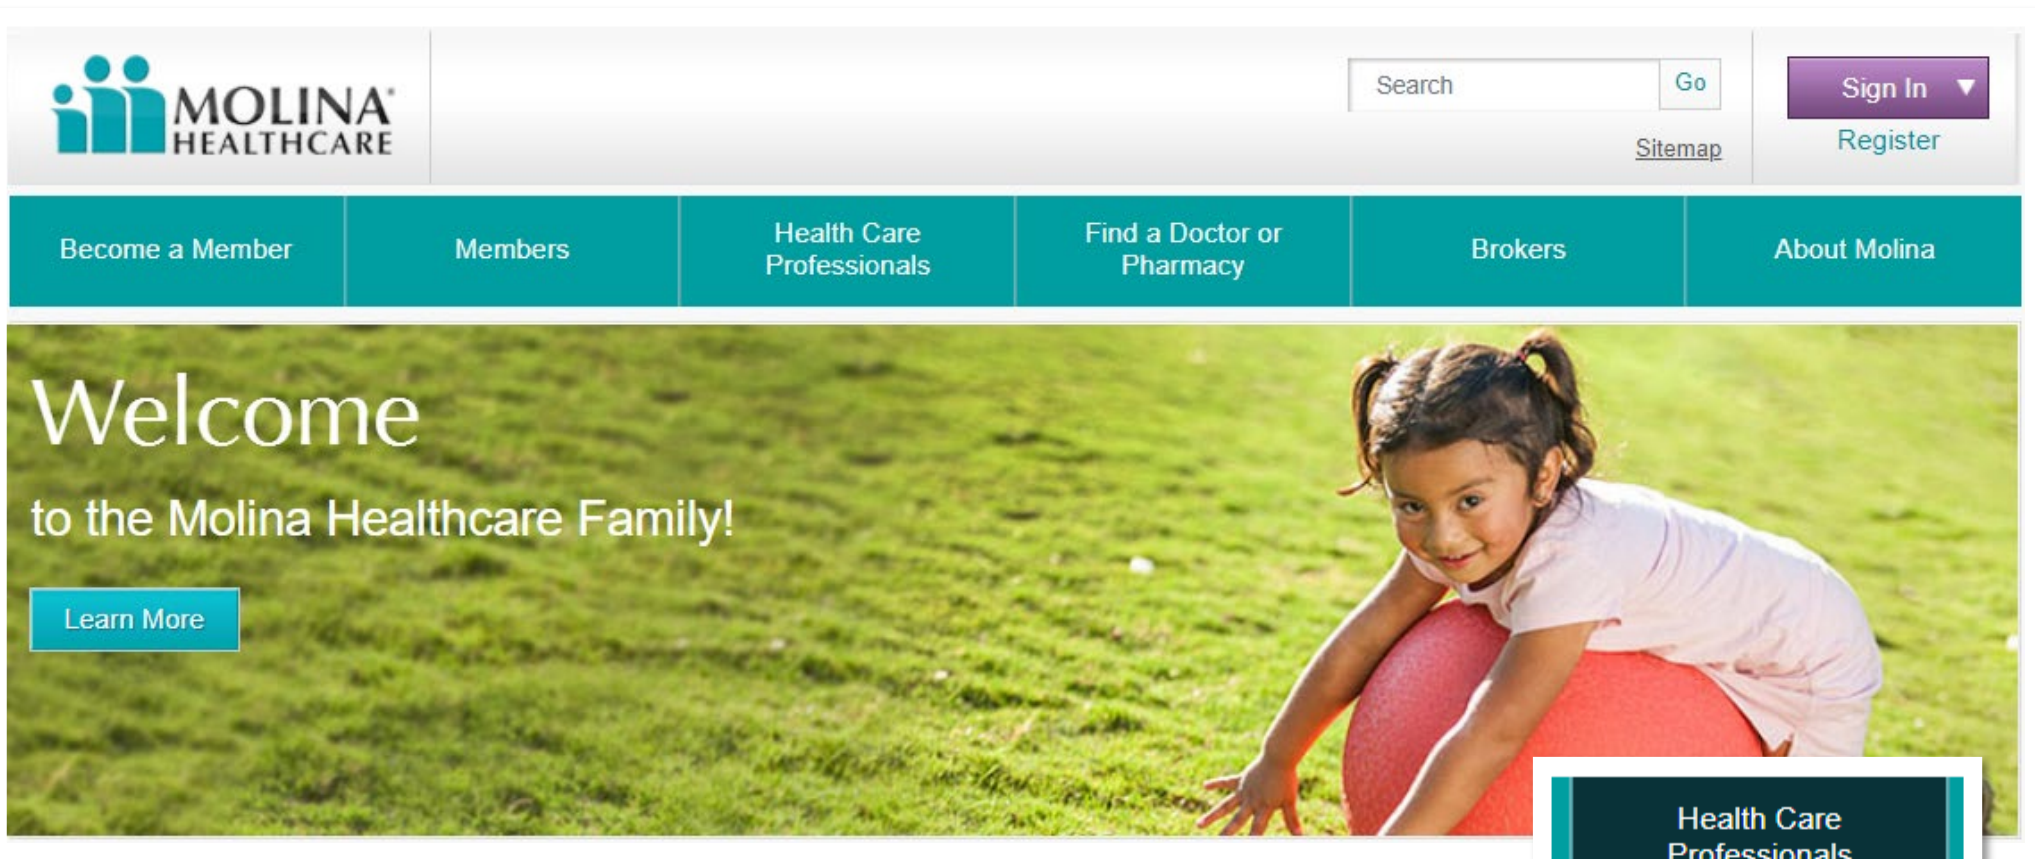 MOLINA
HEALTHCARE
Search
Go
Sign In
Sitemap
Register
Become a Member
Members
Health Care
Professionals
Find a Doctor or
Pharmacy
Brokers
About Molina
Welcome
to the Molina Healthcare Family!
Learn More
Health Care
Professionals